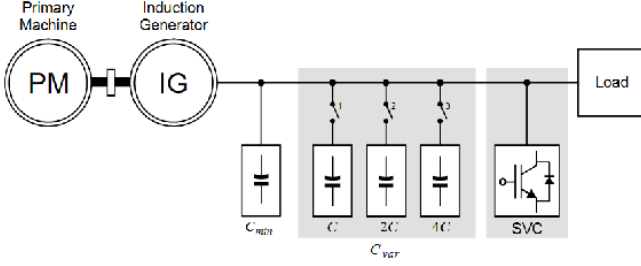 Primary
Machine
Induction
Generator
PM
IG
Load
1
2
3
C_min
C
2C
4C
SVC
C_var